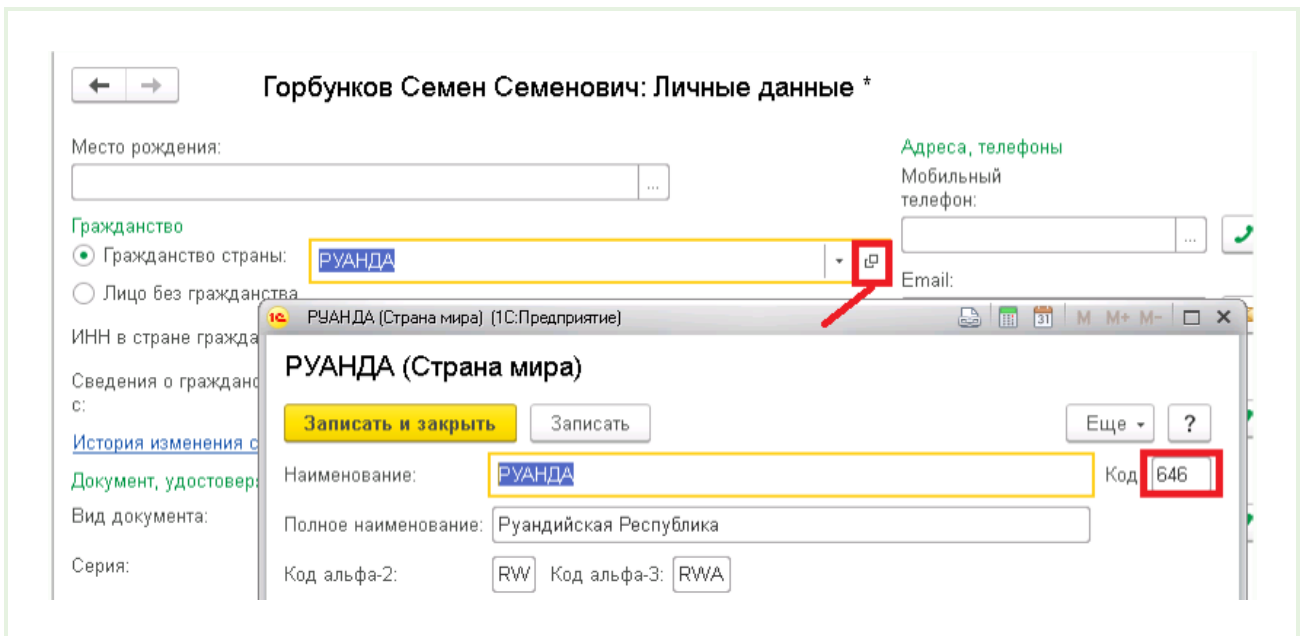 Горбунков Семен Семенович: Личные данные *
Место рождения:
...
Адреса, телефоны
Мобильный
телефон:
...
Гражданство
Гражданство страны:
РУАНДА
Email:
Лицо без гражданства
1С РУАНДА (Страна мира) (1С:Предприятие)
31 M M+ M-
ИНН в стране гражда
РУАНДА (Страна мира)
Сведения о гражданс
с:
Записать и закрыть Записать Еще ?
История изменения с
Наименование: РУАНДА Код 646
Документ, удостоверя
Вид документа:
Полное наименование: Руандийская Республика
Серия:
Код альфа-2: RW Код альфа-3: RWA